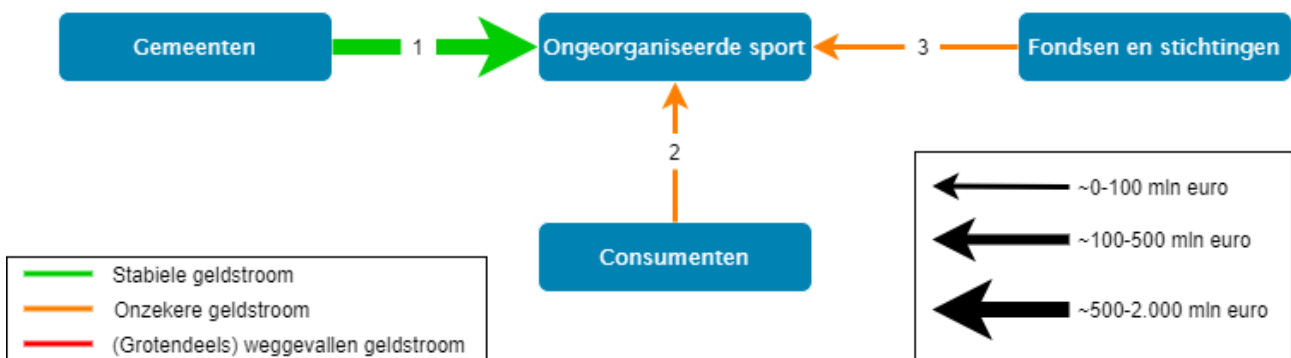 Gemeenten
1
Ongeorganiseerde sport
3
Fondsen en stichtingen
2
Consumenten
Stabiele geldstroom
Onzekere geldstroom
(Grotendeels) weggevallen geldstroom
~0-100 mln euro
~100-500 mln euro
~500-2.000 mln euro